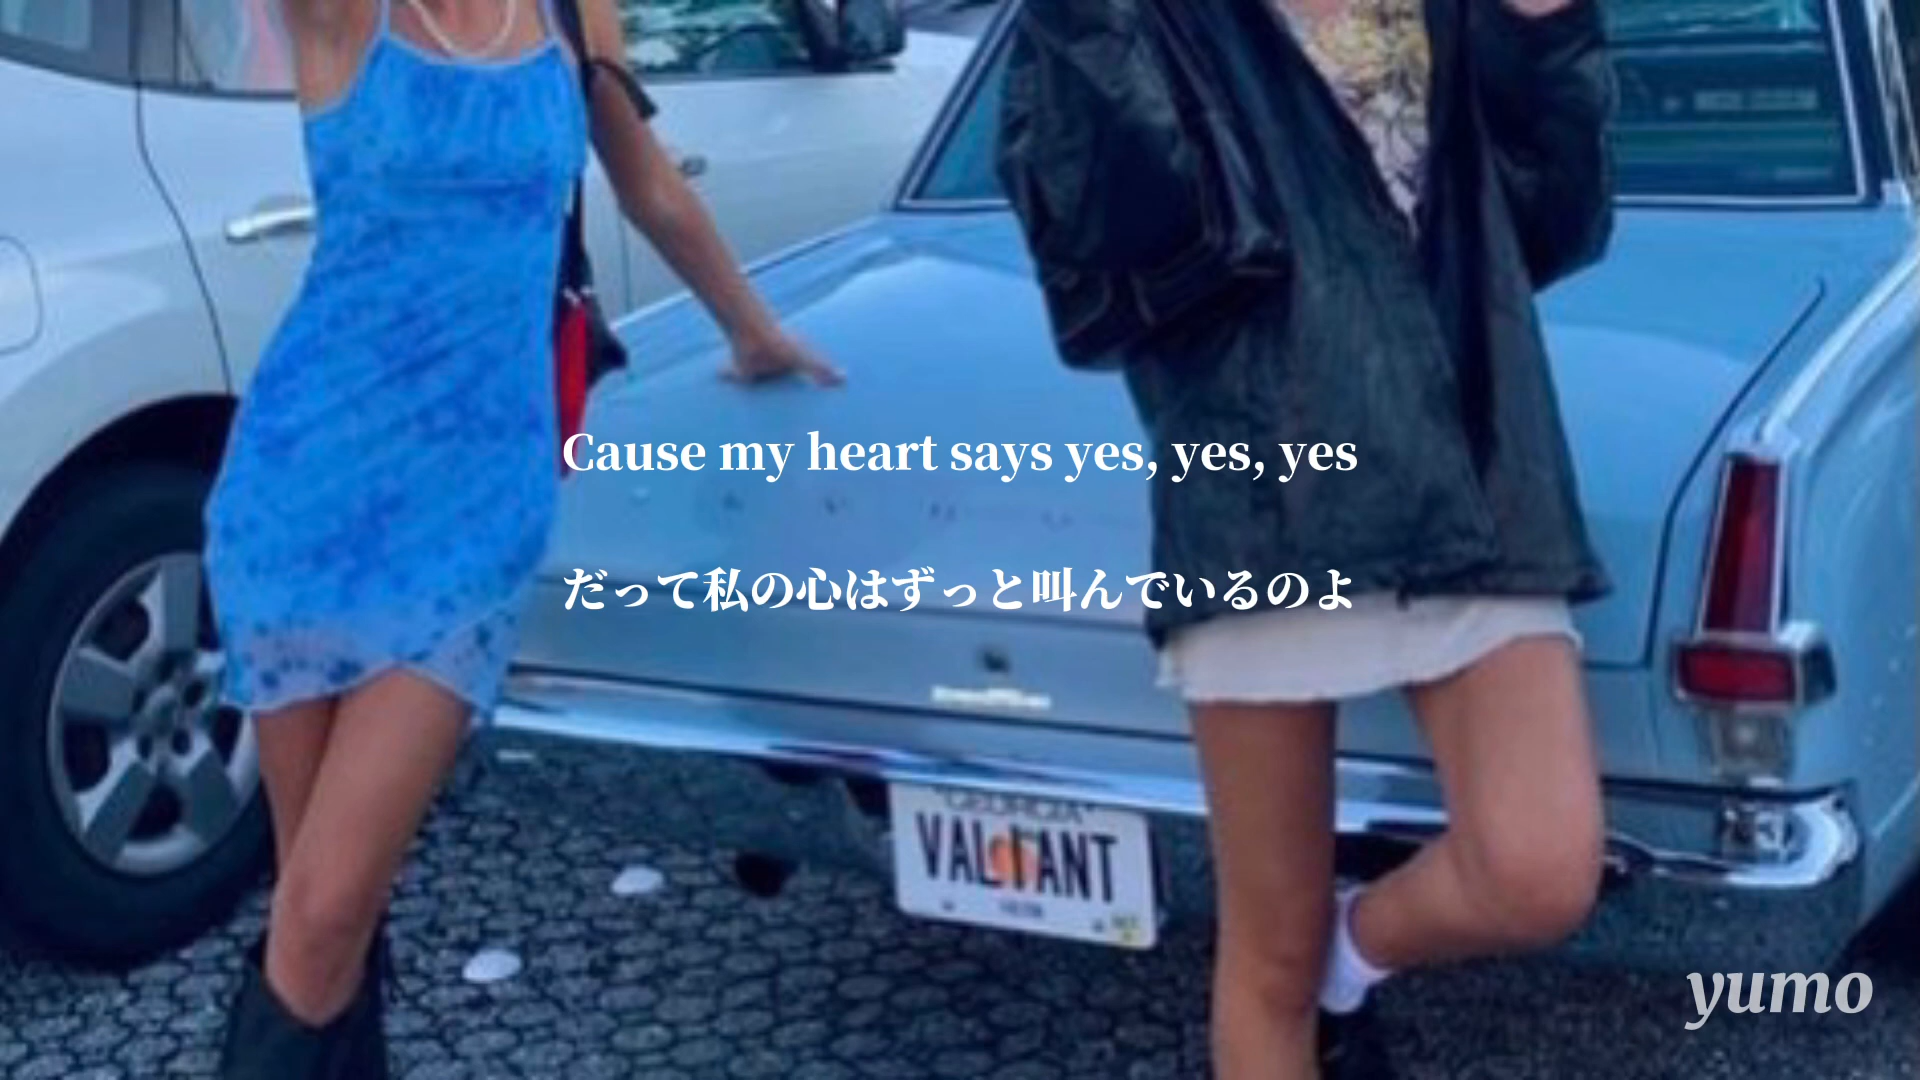 Cause my heart says yes, yes, yes
だって私の心はずっと叫んでいるのよ
GEORGIA
VALIANT
yumo